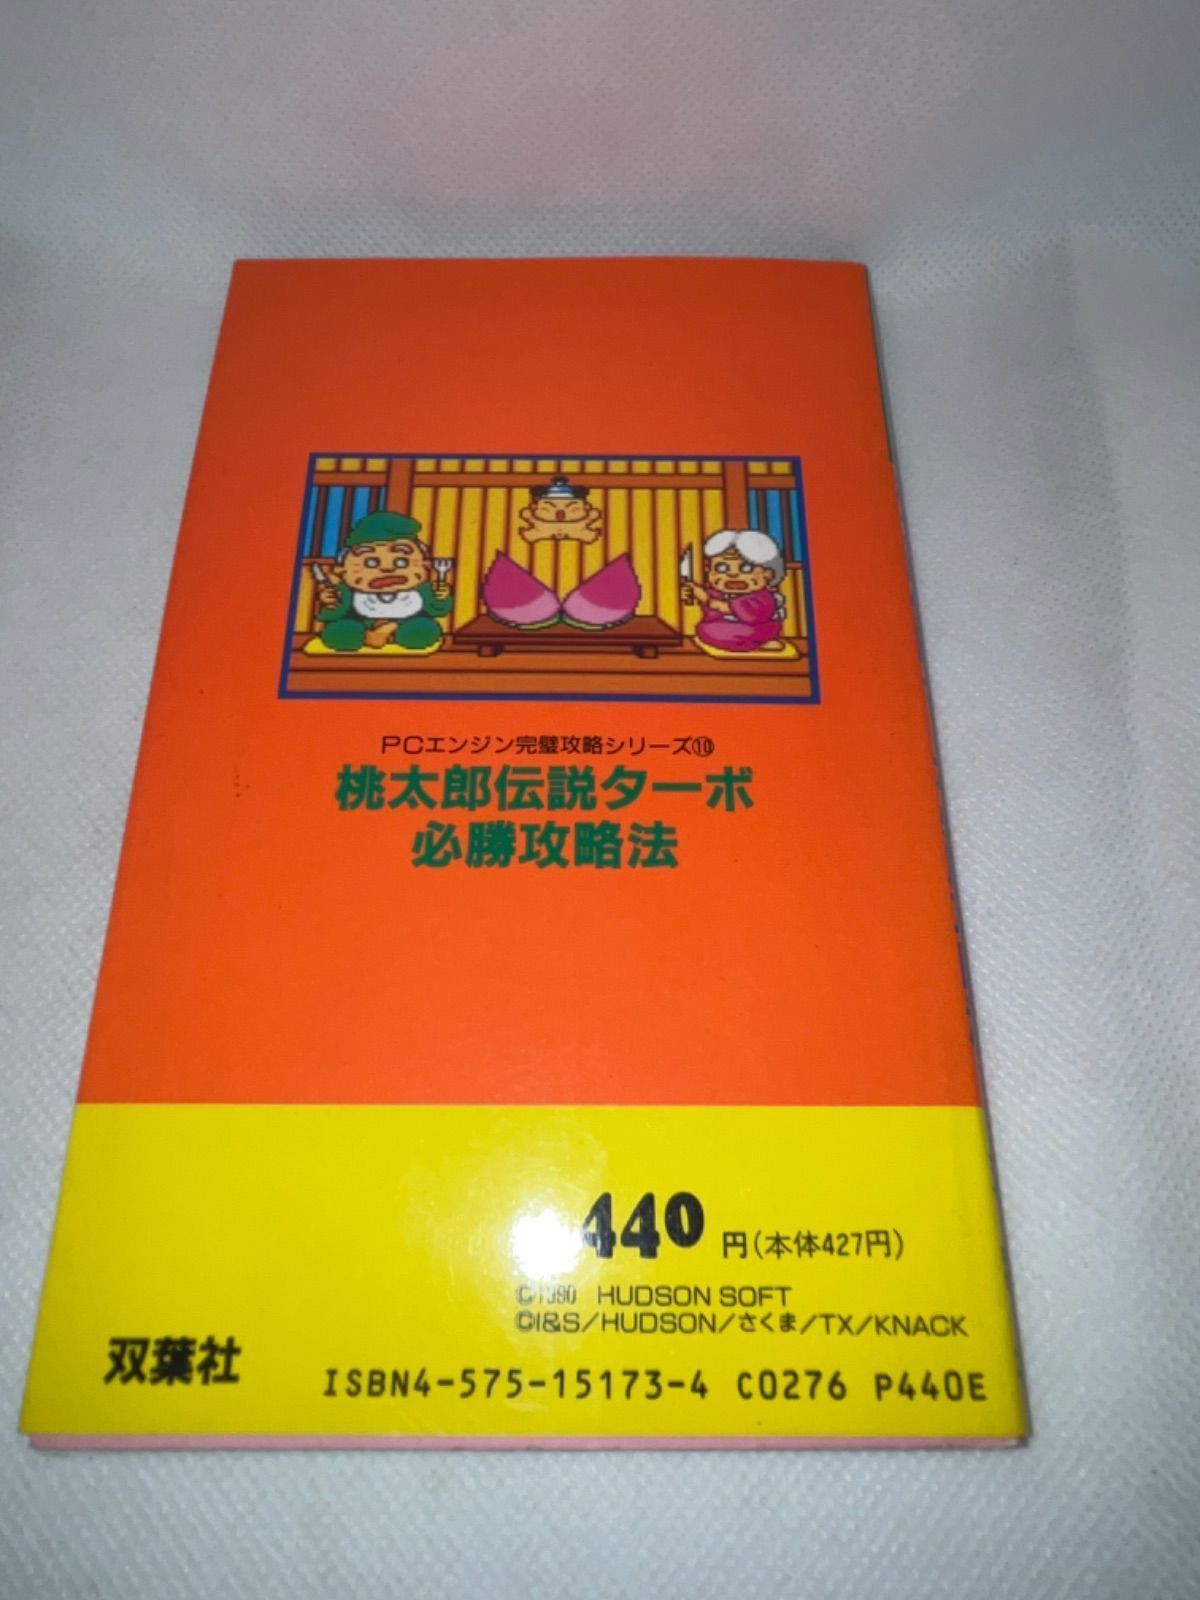 PCエンジン完璧攻略シリーズ⑩
桃太郎伝説ターボ
必勝攻略法
440円(本体427円)
©1990 HUDSON SOFT
©I&S/HUDSON/さくま/TX/KNACK
双葉社
ISBN4-575-15173-4 C0276 P440E